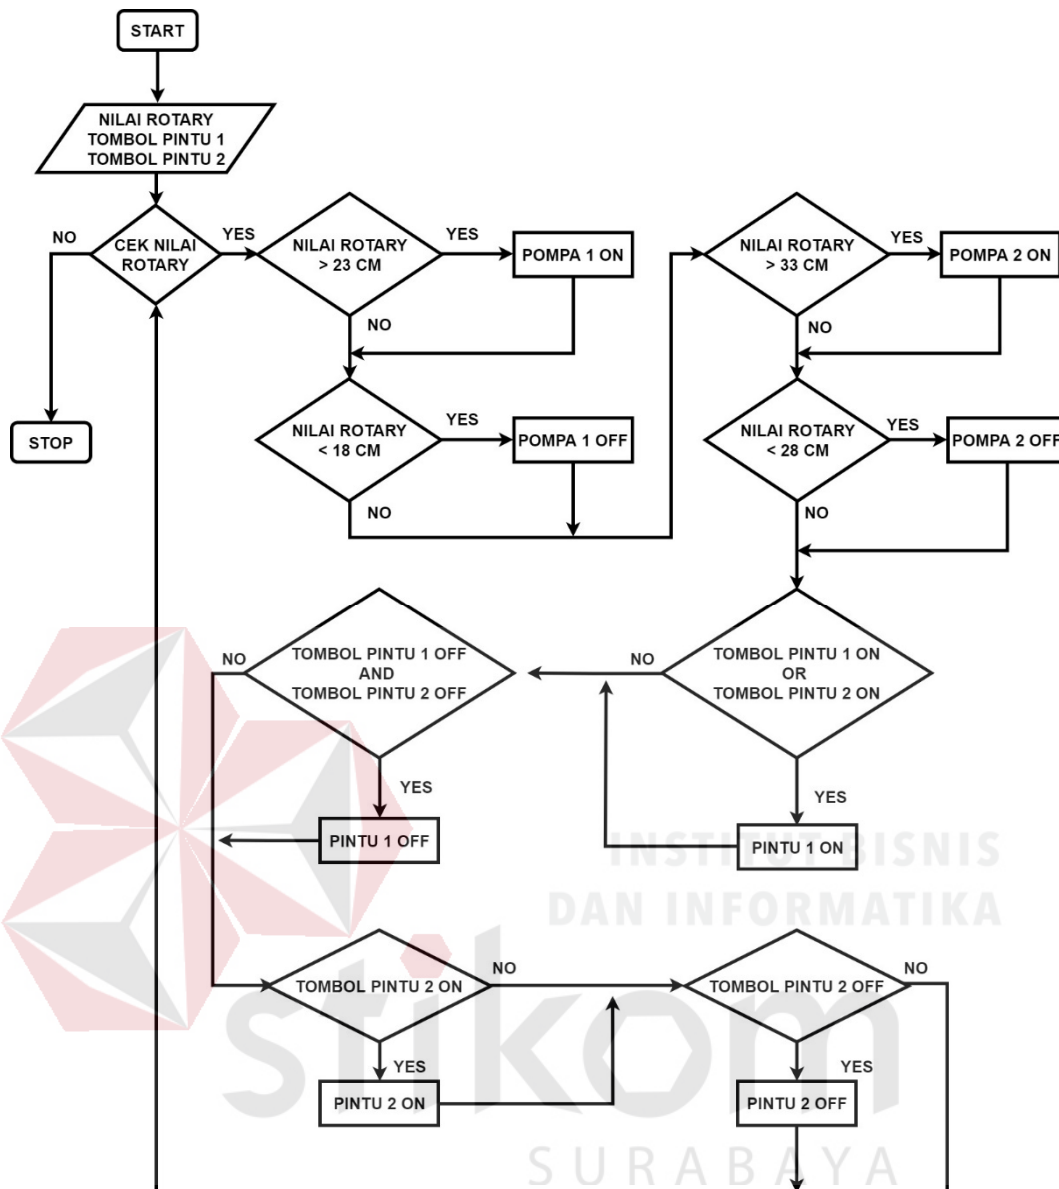 START
NILAI ROTARY
TOMBOL PINTU 1
TOMBOL PINTU 2
NO
CEK NILAI
ROTARY
YES
NILAI ROTARY
> 23 CM
YES
POMPA 1 ON
NO
NILAI ROTARY
< 18 CM
YES
POMPA 1 OFF
NO
STOP
NILAI ROTARY
> 33 CM
YES
POMPA 2 ON
NO
NILAI ROTARY
< 28 CM
YES
POMPA 2 OFF
NO
TOMBOL PINTU 1 ON
OR
TOMBOL PINTU 2 ON
NO
YES
PINTU 1 ON
TOMBOL PINTU 1 OFF
AND
TOMBOL PINTU 2 OFF
NO
YES
PINTU 1 OFF
TOMBOL PINTU 2 ON
NO
YES
PINTU 2 ON
TOMBOL PINTU 2 OFF
NO
YES
PINTU 2 OFF
INSTITUT BISNIS
DAN INFORMATIKA
stikom
SURABAYA